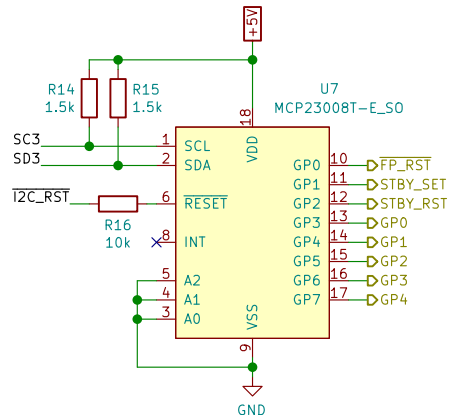 +5V
R14
1.5k
R15
1.5k
U7
MCP23008T-E_SO
SC3
SD3
I2C_RST
R16
10k
18
VDD
1 SCL
2 SDA
6 RESET
8 INT
5 A2
4 A1
3 A0
GP0 10 FP_RST
GP1 11 STBY_SET
GP2 12 STBY_RST
GP3 13 GP0
GP4 14 GP1
GP5 15 GP2
GP6 16 GP3
GP7 17 GP4
VSS
9
GND